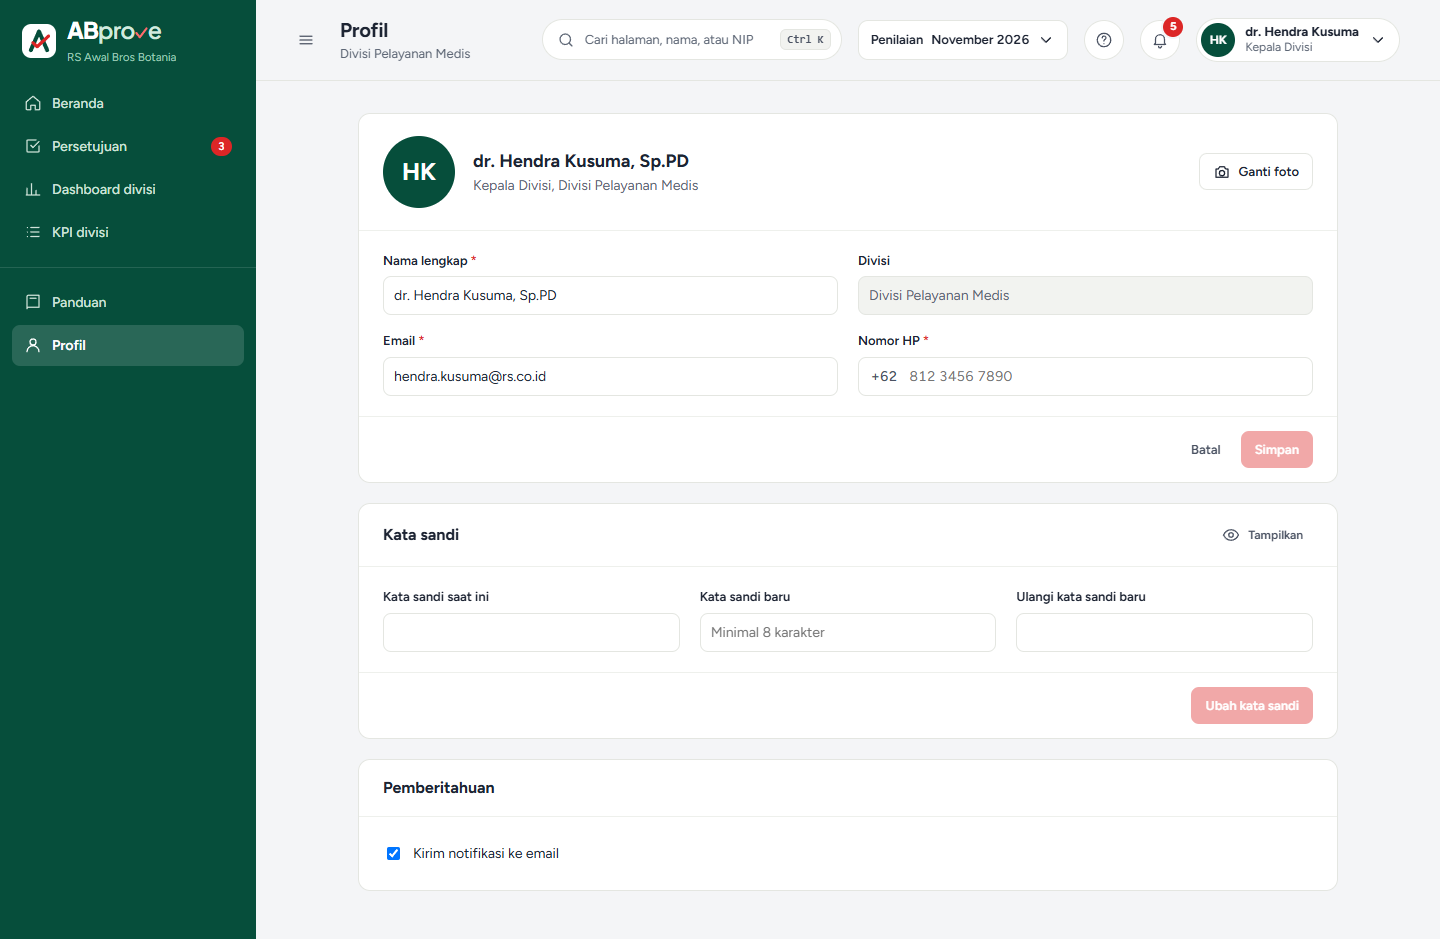 ABprove
RS Awal Bros Botania
Beranda
Persetujuan 3
Dashboard divisi
KPI divisi
Panduan
Profil
Profil
Divisi Pelayanan Medis
Cari halaman, nama, atau NIP Ctrl K
Penilaian November 2026
5
HK
dr. Hendra Kusuma
Kepala Divisi
HK
dr. Hendra Kusuma, Sp.PD
Kepala Divisi, Divisi Pelayanan Medis
Ganti foto
Nama lengkap *
dr. Hendra Kusuma, Sp.PD
Divisi
Divisi Pelayanan Medis
Email *
hendra.kusuma@rs.co.id
Nomor HP *
+62 812 3456 7890
Batal
Simpan
Kata sandi
Tampilkan
Kata sandi saat ini
Kata sandi baru
Minimal 8 karakter
Ulangi kata sandi baru
Ubah kata sandi
Pemberitahuan
Kirim notifikasi ke email